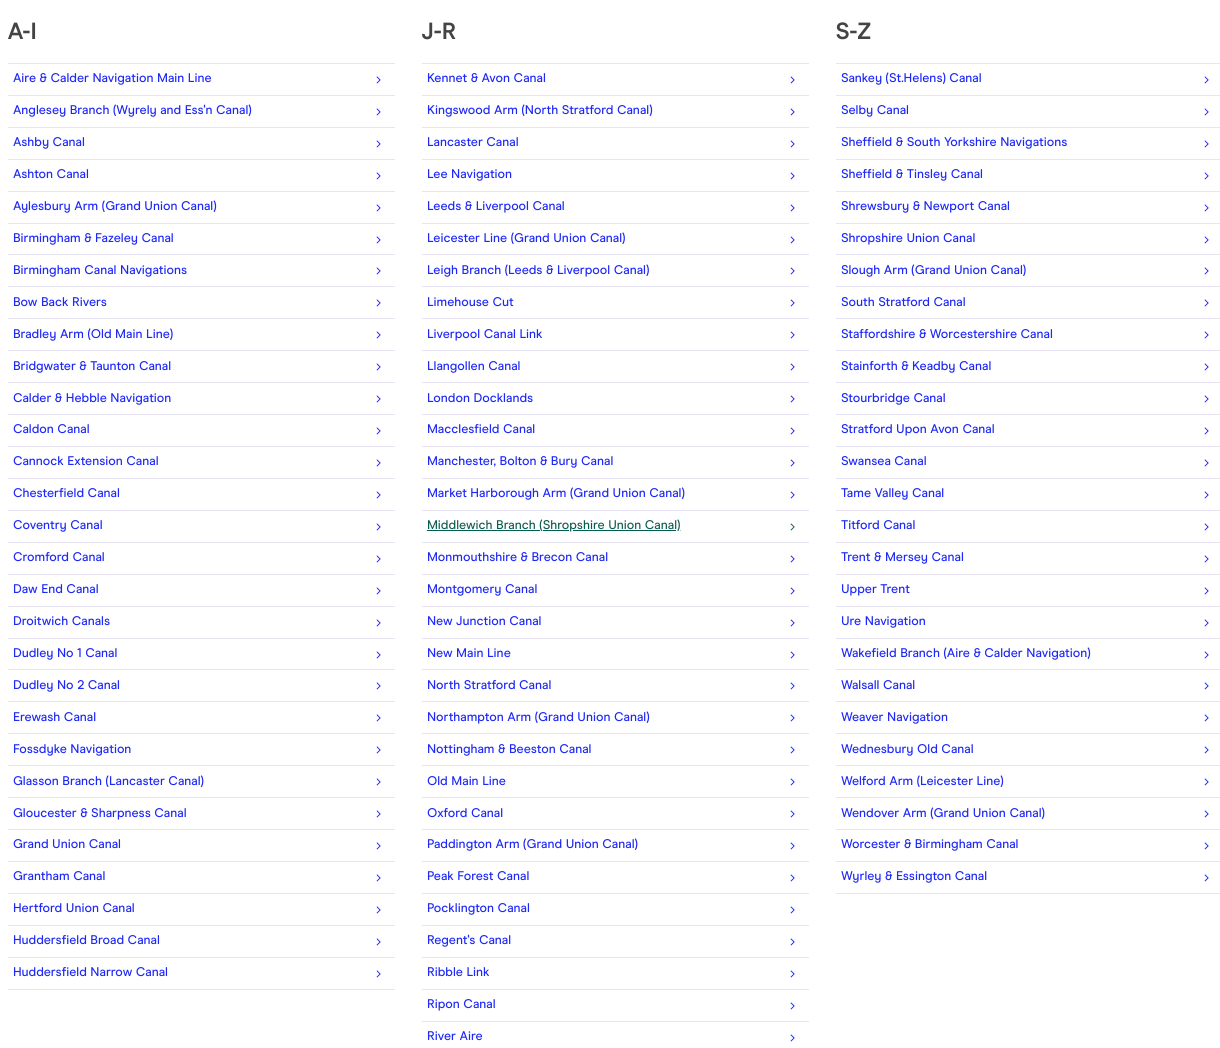 A-I
Aire & Calder Navigation Main Line
Anglesey Branch (Wyrely and Ess'n Canal)
Ashby Canal
Ashton Canal
Aylesbury Arm (Grand Union Canal)
Birmingham & Fazeley Canal
Birmingham Canal Navigations
Bow Back Rivers
Bradley Arm (Old Main Line)
Bridgwater & Taunton Canal
Calder & Hebble Navigation
Caldon Canal
Cannock Extension Canal
Chesterfield Canal
Coventry Canal
Cromford Canal
Daw End Canal
Droitwich Canals
Dudley No 1 Canal
Dudley No 2 Canal
Erewash Canal
Fossdyke Navigation
Glasson Branch (Lancaster Canal)
Gloucester & Sharpness Canal
Grand Union Canal
Grantham Canal
Hertford Union Canal
Huddersfield Broad Canal
Huddersfield Narrow Canal
J-R
Kennet & Avon Canal
Kingswood Arm (North Stratford Canal)
Lancaster Canal
Lee Navigation
Leeds & Liverpool Canal
Leicester Line (Grand Union Canal)
Leigh Branch (Leeds & Liverpool Canal)
Limehouse Cut
Liverpool Canal Link
Llangollen Canal
London Docklands
Macclesfield Canal
Manchester, Bolton & Bury Canal
Market Harborough Arm (Grand Union Canal)
Middlewich Branch (Shropshire Union Canal)
Monmouthshire & Brecon Canal
Montgomery Canal
New Junction Canal
New Main Line
North Stratford Canal
Northampton Arm (Grand Union Canal)
Nottingham & Beeston Canal
Old Main Line
Oxford Canal
Paddington Arm (Grand Union Canal)
Peak Forest Canal
Pocklington Canal
Regent's Canal
Ribble Link
Ripon Canal
River Aire
S-Z
Sankey (St.Helens) Canal
Selby Canal
Sheffield & South Yorkshire Navigations
Sheffield & Tinsley Canal
Shrewsbury & Newport Canal
Shropshire Union Canal
Slough Arm (Grand Union Canal)
South Stratford Canal
Staffordshire & Worcestershire Canal
Stainforth & Keadby Canal
Stourbridge Canal
Stratford Upon Avon Canal
Swansea Canal
Tame Valley Canal
Titford Canal
Trent & Mersey Canal
Upper Trent
Ure Navigation
Wakefield Branch (Aire & Calder Navigation)
Walsall Canal
Weaver Navigation
Wednesbury Old Canal
Welford Arm (Leicester Line)
Wendover Arm (Grand Union Canal)
Worcester & Birmingham Canal
Wyrley & Essington Canal